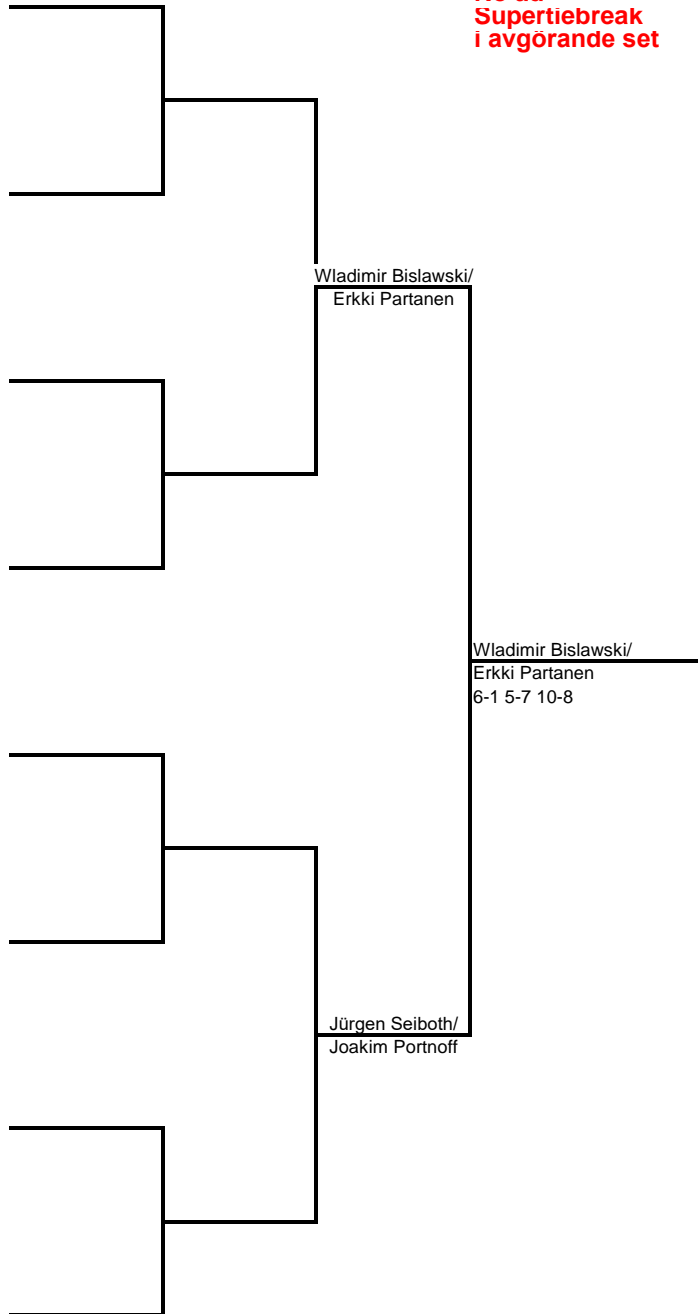 Supertiebreak
i avgörande set
Wladimir Bislawski/
Erkki Partanen
Wladimir Bislawski/
Erkki Partanen
6-1 5-7 10-8
Jürgen Seiboth/
Joakim Portnoff